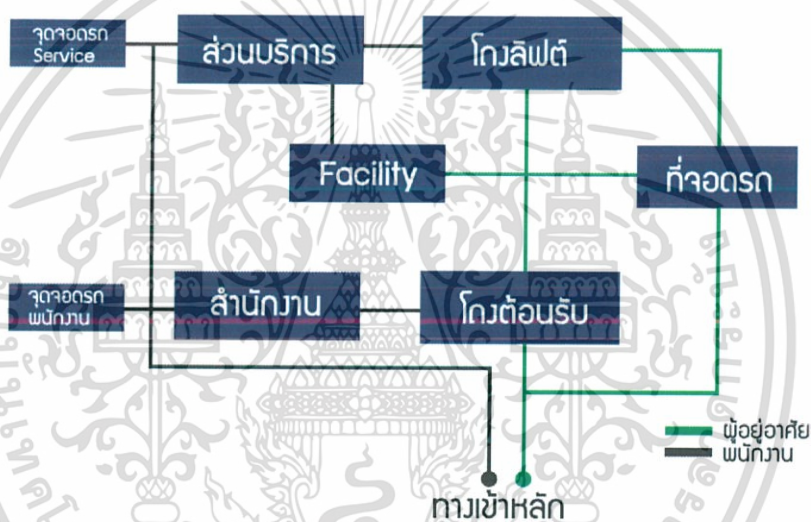 จุดจอดรถ
Service
ส่วนบริการ
โถงลิฟต์
Facility
ที่จอดรถ
จุดจอดรถ
พนักงาน
สำนักงาน
โถงต้อนรับ
ผู้อยู่อาศัย
พนักงาน
ทางเข้าหลัก